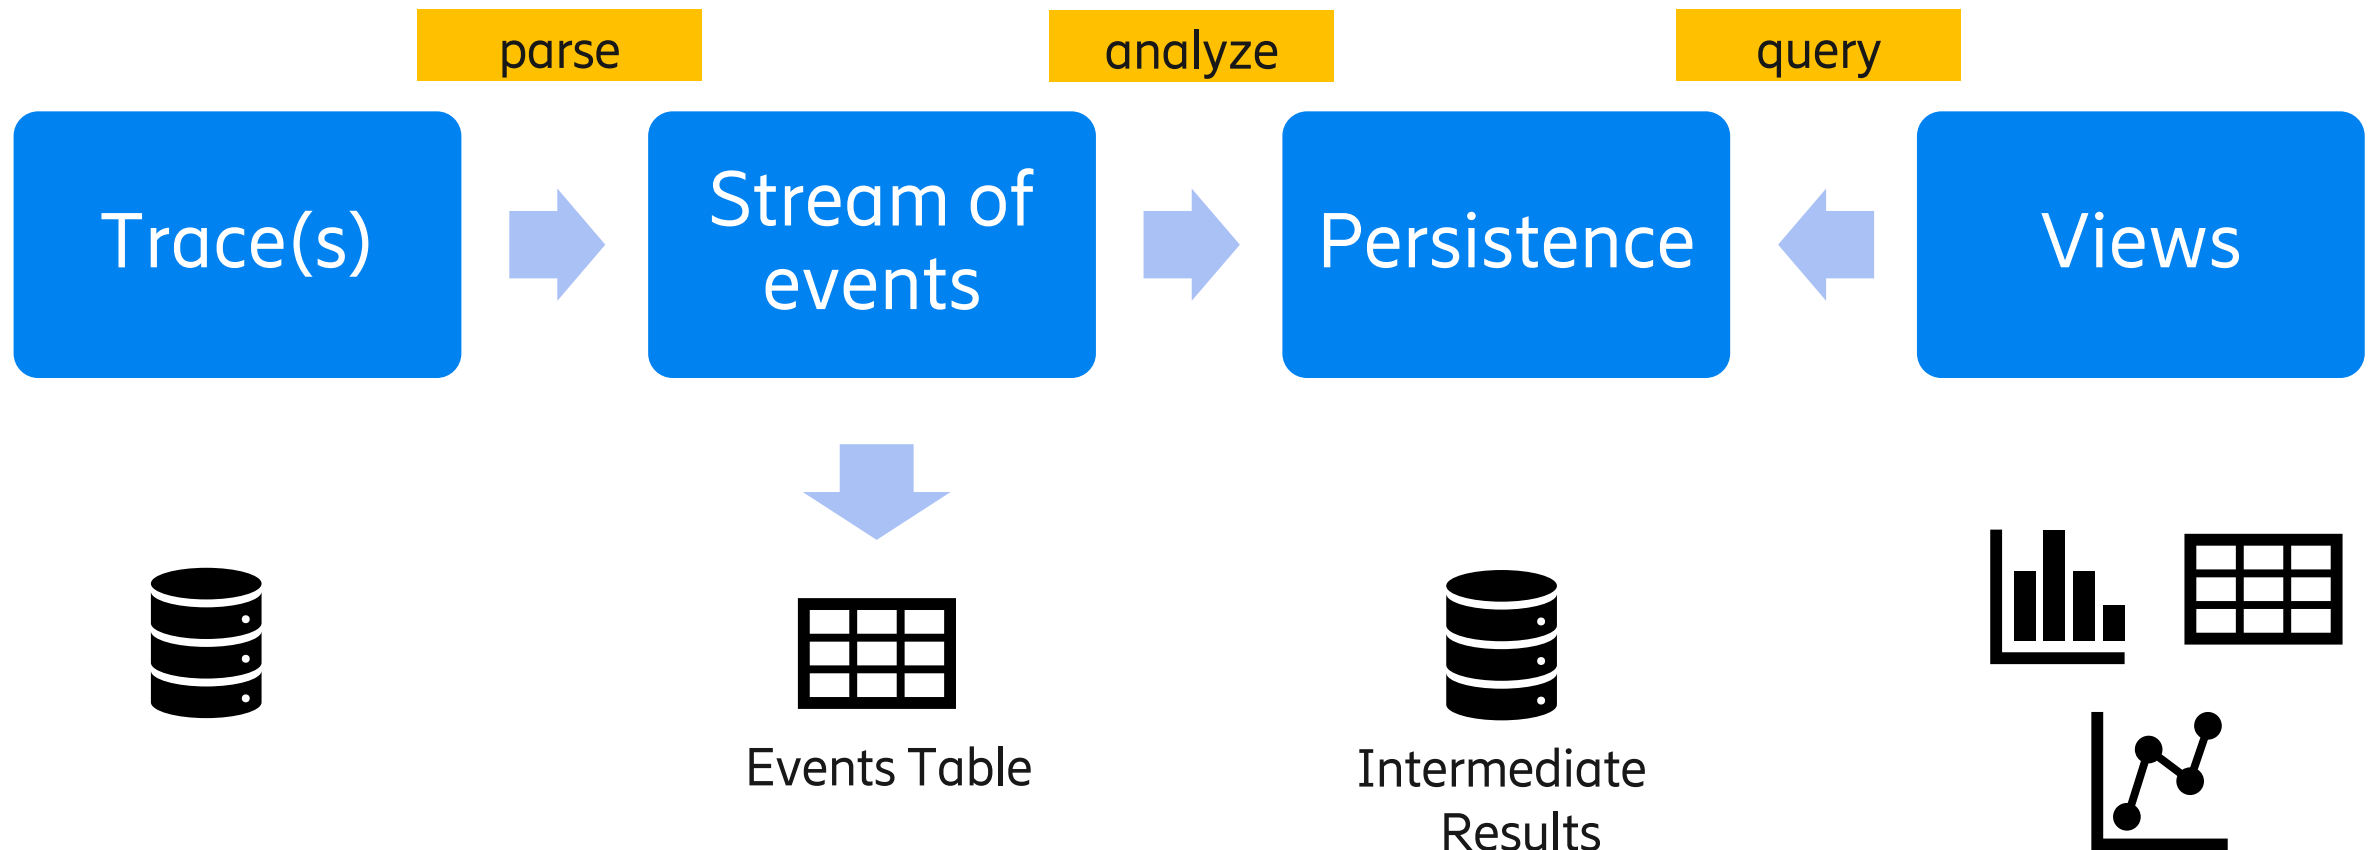 parse
analyze
query
Trace(s)
Stream of
events
Persistence
Views
Events Table
Intermediate
Results